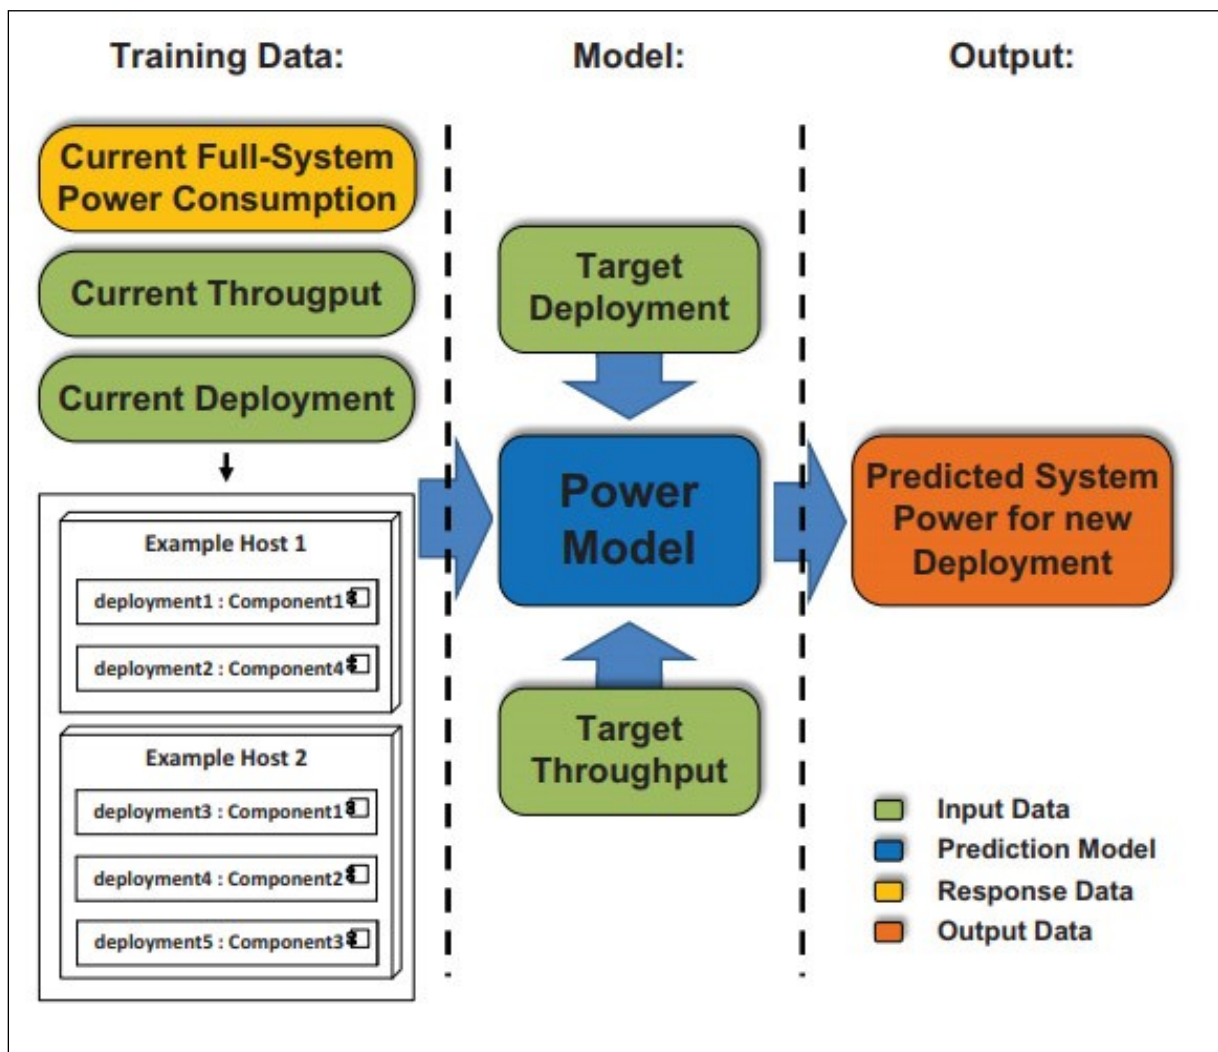 Training Data:
Model:
Output:
Current Full-System
Power Consumption
Current Througput
Current Deployment
Example Host 1
deployment1 : Component1
deployment2 : Component4
Example Host 2
deployment3 : Component1
deployment4 : Component2
deployment5 : Component3
Target
Deployment
Power
Model
Target
Throughput
Predicted System
Power for new
Deployment
Input Data
Prediction Model
Response Data
Output Data